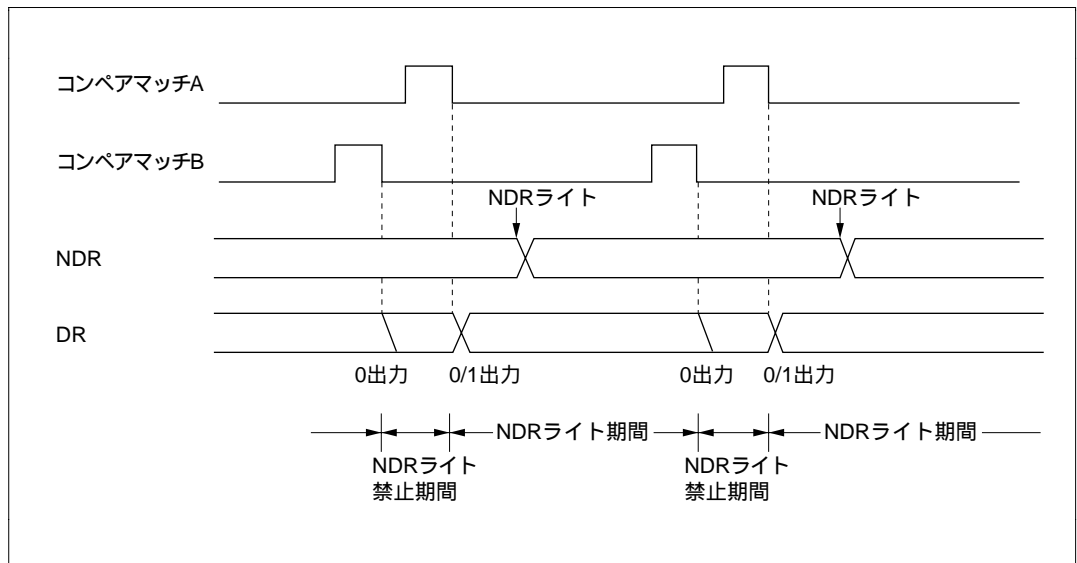 コンペアマッチA
コンペアマッチB
NDRライト NDRライト
NDR
DR
0出力 0/1出力 0出力 0/1出力
NDRライト期間 NDRライト期間
NDRライト NDRライト
禁止期間 禁止期間